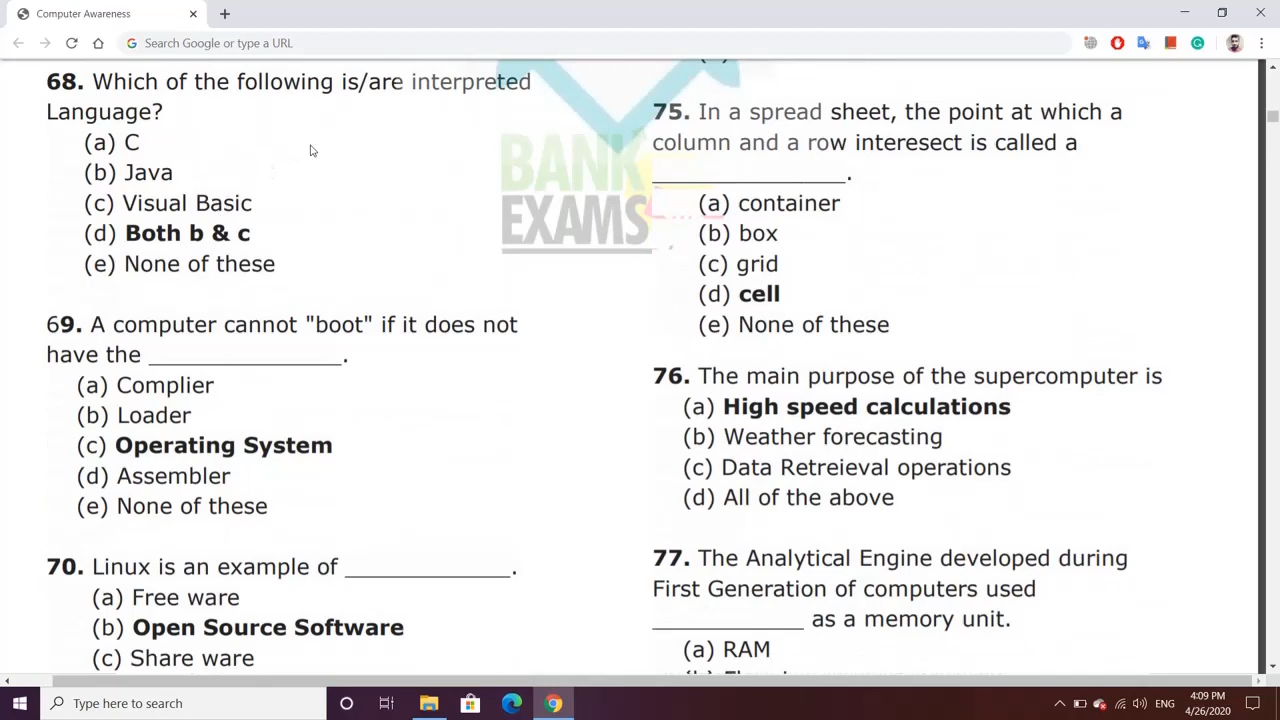 Computer Awareness
Search Google or type a URL
68. Which of the following is/are interpreted
Language?
(a) C
(b) Java
(c) Visual Basic
(d) Both b & c
(e) None of these
69. A computer cannot "boot" if it does not
have the ________________.
(a) Complier
(b) Loader
(c) Operating System
(d) Assembler
(e) None of these
70. Linux is an example of ______________.
(a) Free ware
(b) Open Source Software
(c) Share ware
BANK
EXAMS
75. In a spread sheet, the point at which a
column and a row interesect is called a
________________.
(a) container
(b) box
(c) grid
(d) cell
(e) None of these
76. The main purpose of the supercomputer is
(a) High speed calculations
(b) Weather forecasting
(c) Data Retreieval operations
(d) All of the above
77. The Analytical Engine developed during
First Generation of computers used
_____________ as a memory unit.
(a) RAM
Type here to search
ENG
4:09 PM
4/26/2020